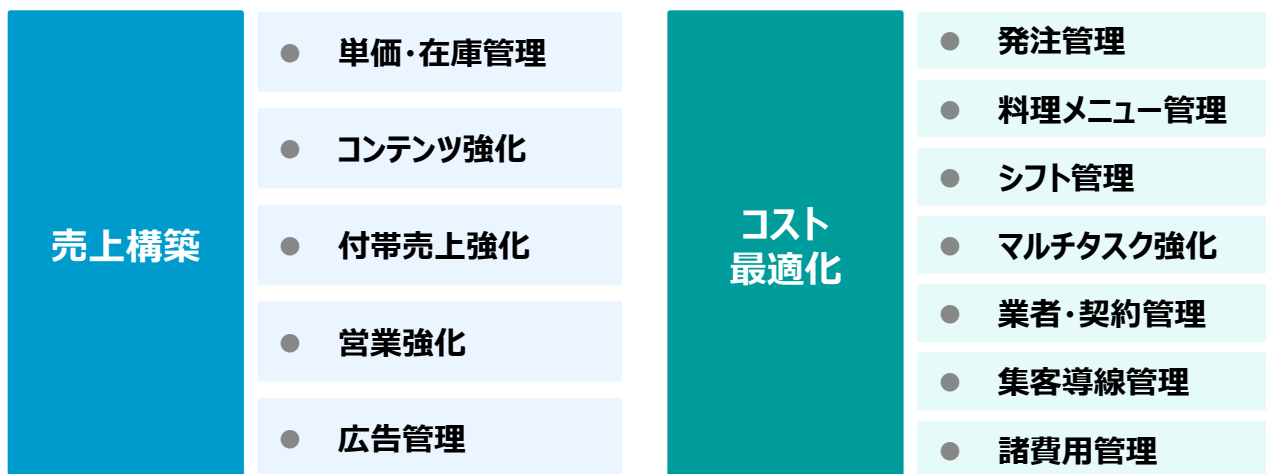 売上構築
● 単価・在庫管理
● コンテンツ強化
● 付帯売上強化
● 営業強化
● 広告管理
コスト
最適化
● 発注管理
● 料理メニュー管理
● シフト管理
● マルチタスク強化
● 業者・契約管理
● 集客導線管理
● 諸費用管理